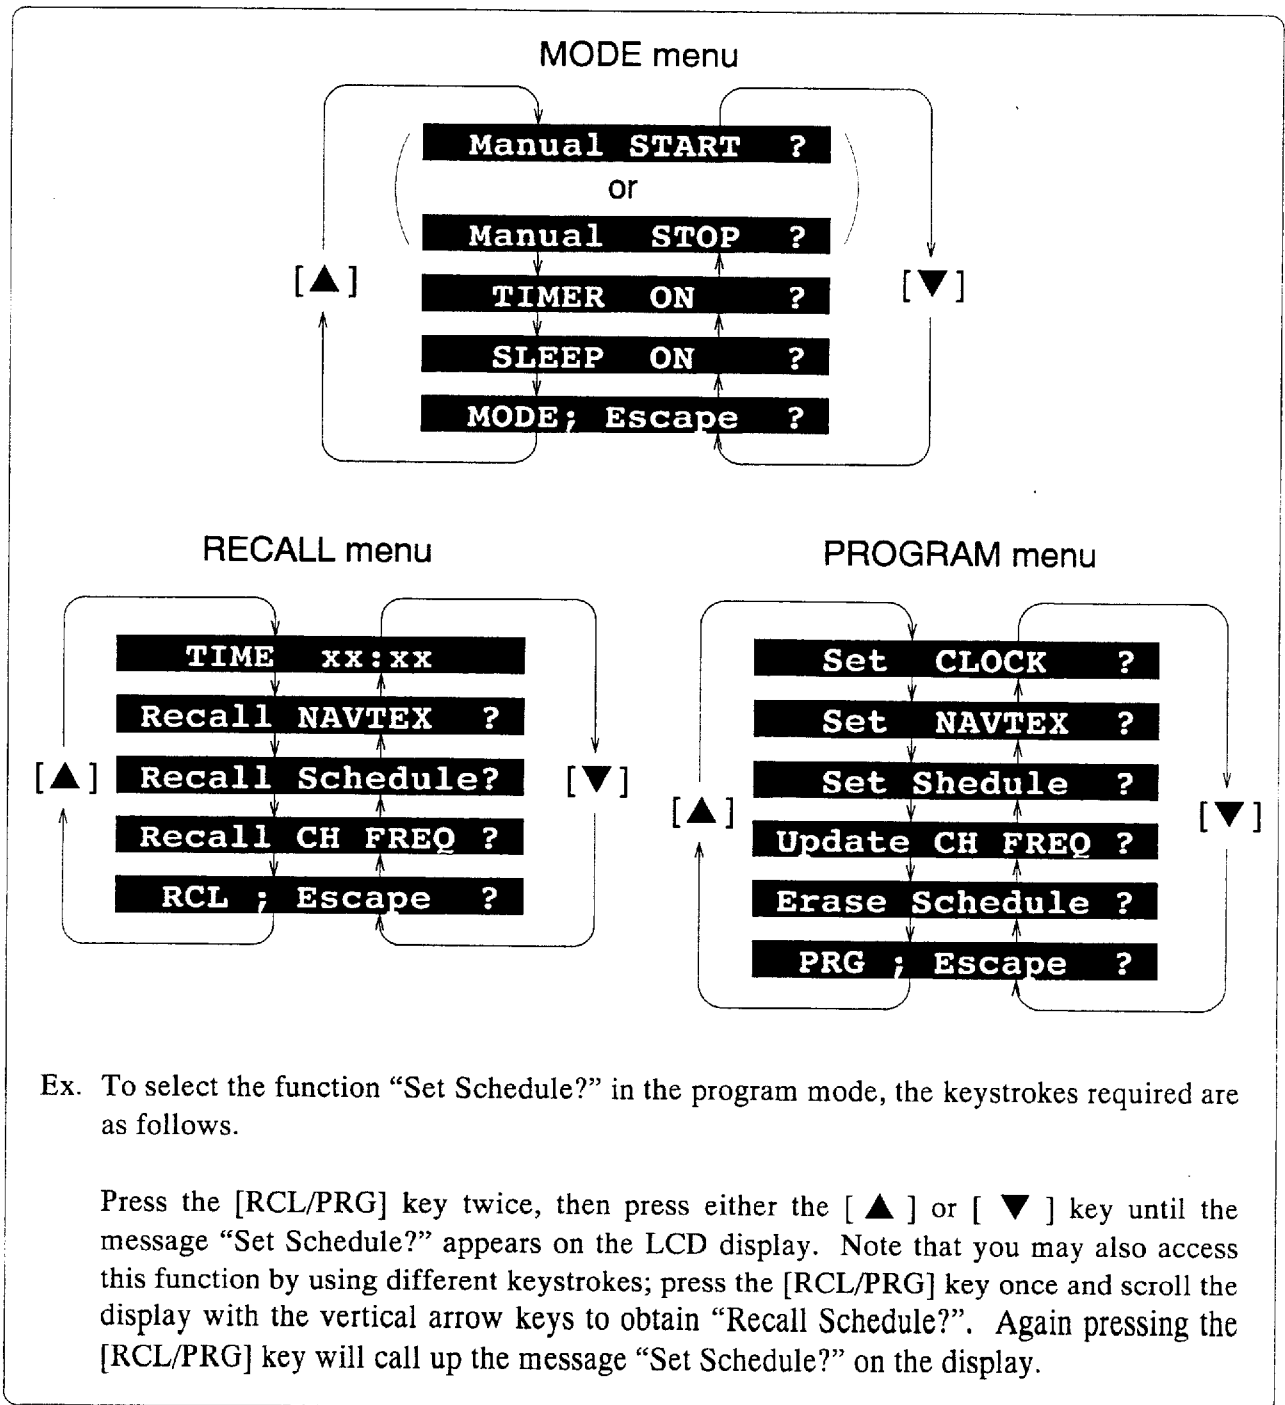 MODE menu
Manual START ?
or
Manual STOP ?
[▲]
[▼]
TIMER ON ?
SLEEP ON ?
MODE; Escape ?
RECALL menu
TIME xx:xx
Recall NAVTEX ?
[▲]
Recall Schedule?
[▼]
Recall CH FREQ ?
RCL ; Escape ?
PROGRAM menu
Set CLOCK ?
Set NAVTEX ?
Set Shedule ?
[▲]
[▼]
Update CH FREQ ?
Erase Schedule ?
PRG ; Escape ?
Ex. To select the function “Set Schedule?” in the program mode, the keystrokes required are
as follows.
Press the [RCL/PRG] key twice, then press either the [ ▲ ] or [ ▼ ] key until the
message “Set Schedule?” appears on the LCD display. Note that you may also access
this function by using different keystrokes; press the [RCL/PRG] key once and scroll the
display with the vertical arrow keys to obtain “Recall Schedule?”. Again pressing the
[RCL/PRG] key will call up the message “Set Schedule?” on the display.